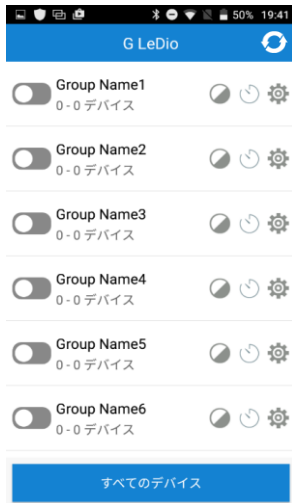 50% 19:41
G LeDio
Group Name1
0 - 0 デバイス
Group Name2
0 - 0 デバイス
Group Name3
0 - 0 デバイス
Group Name4
0 - 0 デバイス
Group Name5
0 - 0 デバイス
Group Name6
0 - 0 デバイス
すべてのデバイス